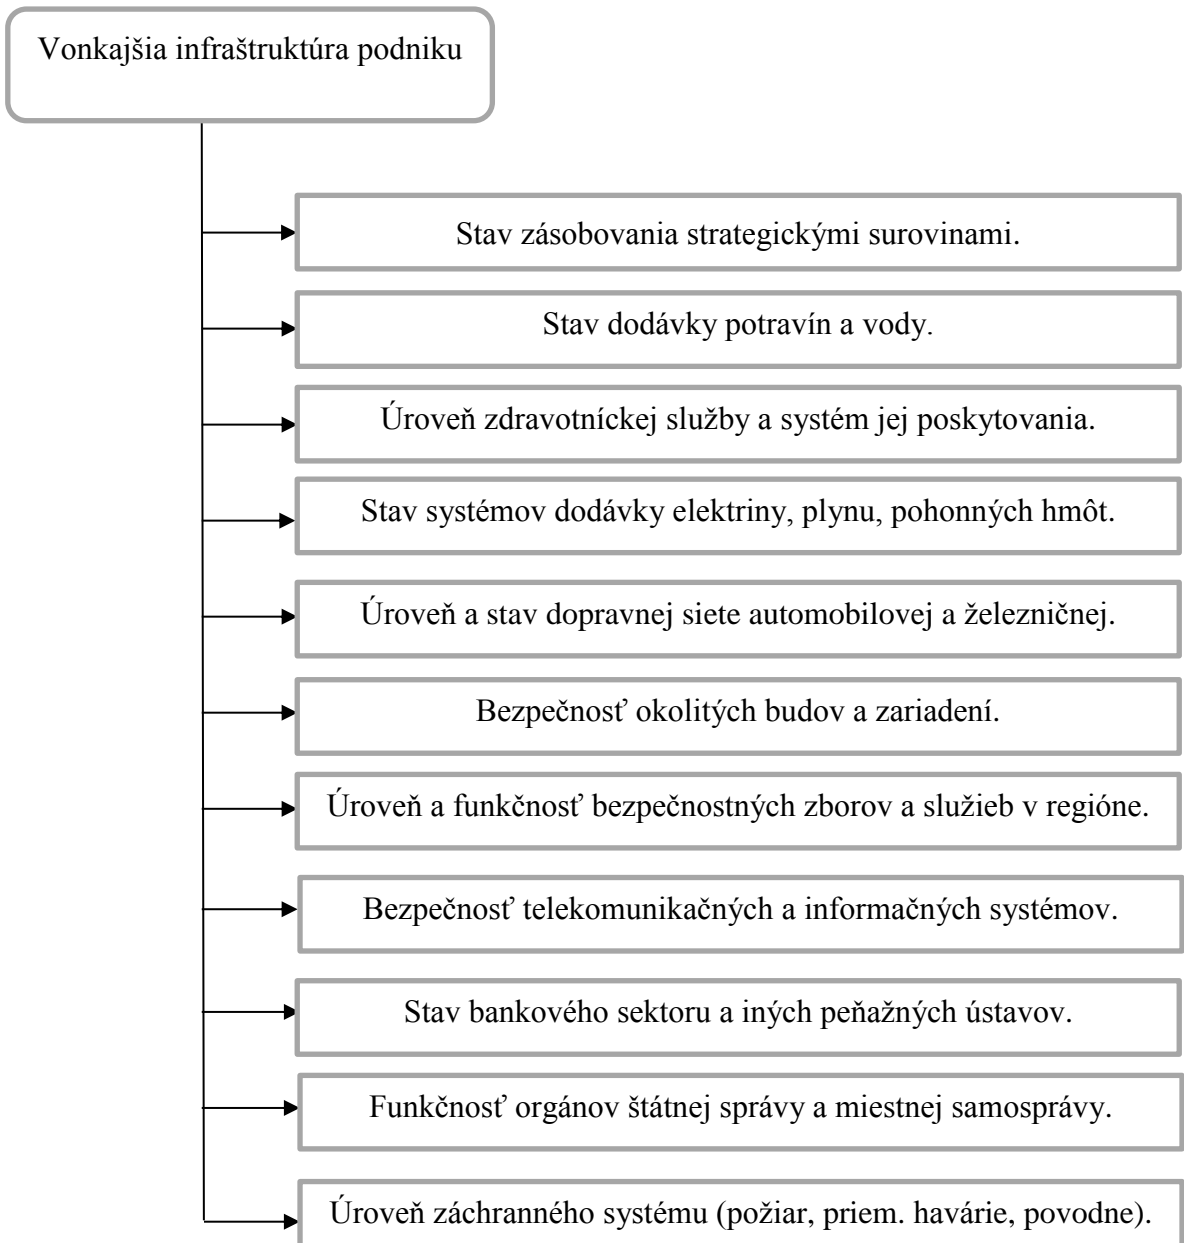 Vonkajšia infraštruktúra podniku
Stav zásobovania strategickými surovinami.
Stav dodávky potravín a vody.
Úroveň zdravotníckej služby a systém jej poskytovania.
Stav systémov dodávky elektriny, plynu, pohonných hmôt.
Úroveň a stav dopravnej siete automobilovej a železničnej.
Bezpečnosť okolitých budov a zariadení.
Úroveň a funkčnosť bezpečnostných zborov a služieb v regióne.
Bezpečnosť telekomunikačných a informačných systémov.
Stav bankového sektoru a iných peňažných ústavov.
Funkčnosť orgánov štátnej správy a miestnej samosprávy.
Úroveň záchranného systému (požiar, priem. havárie, povodne).